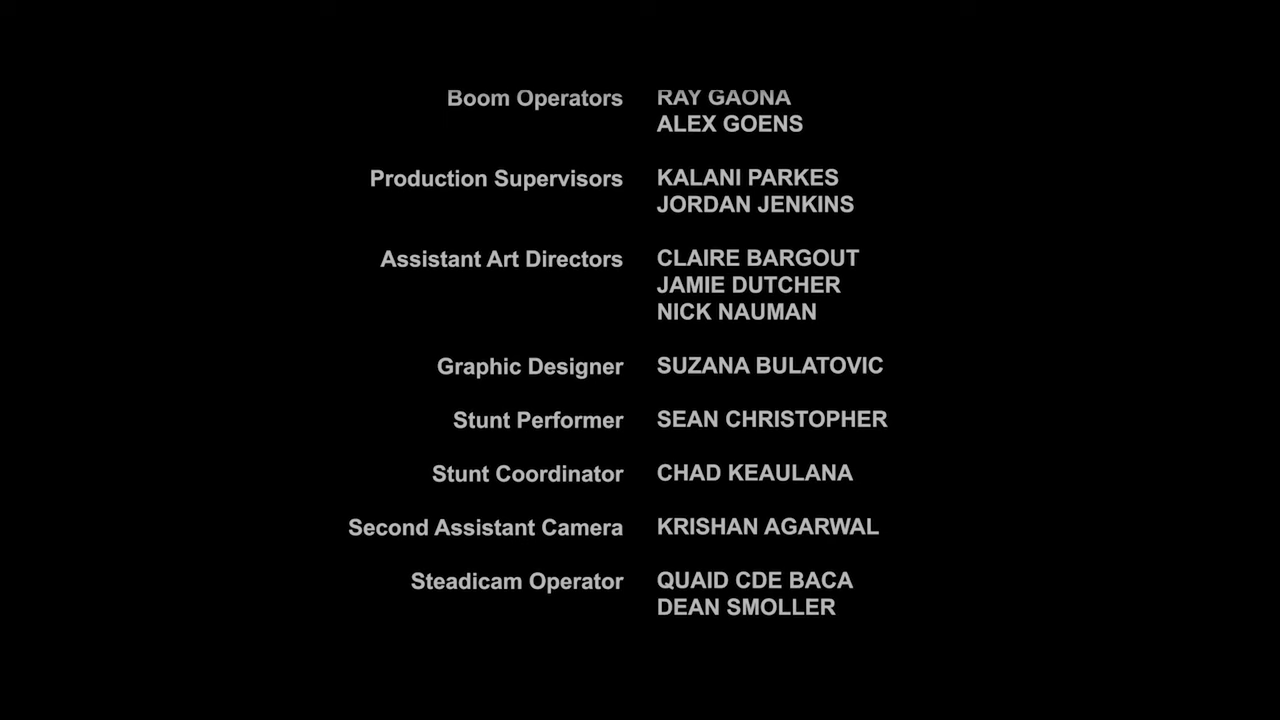 Boom Operators RAY GAONA
ALEX GOENS
Production Supervisors KALANI PARKES
JORDAN JENKINS
Assistant Art Directors CLAIRE BARGOUT
JAMIE DUTCHER
NICK NAUMAN
Graphic Designer SUZANA BULATOVIC
Stunt Performer SEAN CHRISTOPHER
Stunt Coordinator CHAD KEAULANA
Second Assistant Camera KRISHAN AGARWAL
Steadicam Operator QUAID CDE BACA
DEAN SMOLLER